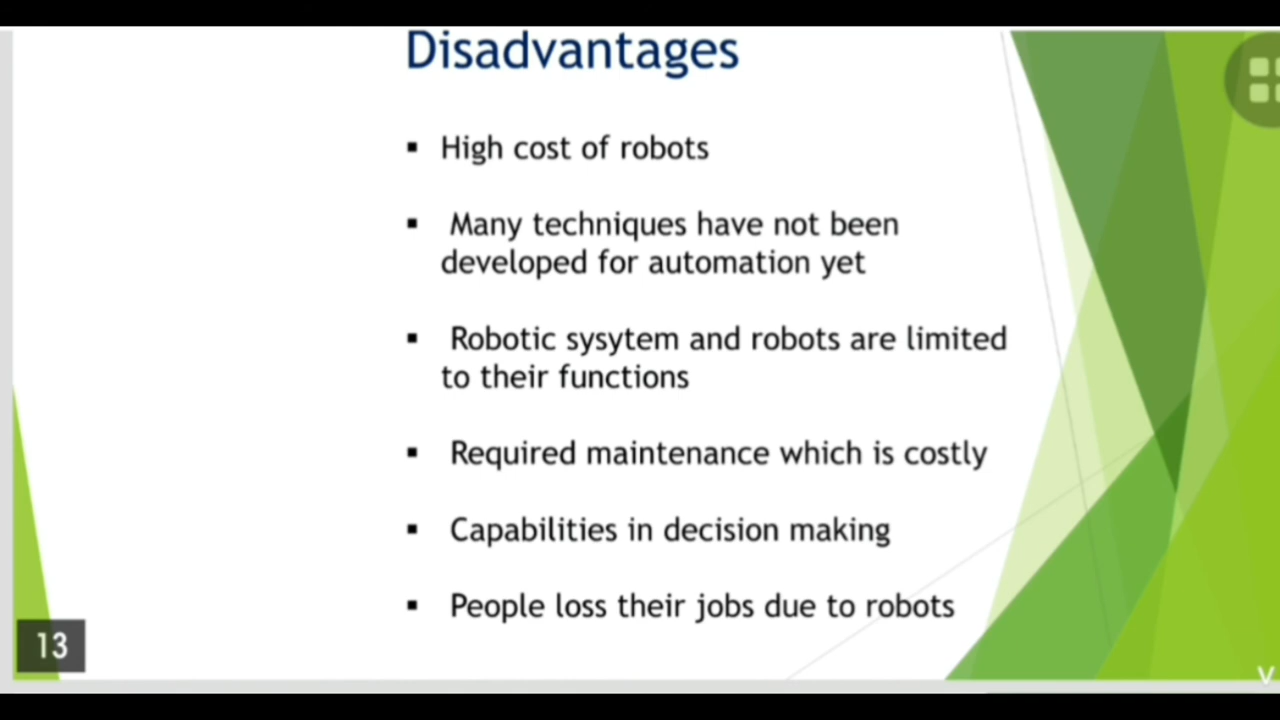 Disadvantages
▪ High cost of robots
▪ Many techniques have not been
developed for automation yet
▪ Robotic sysytem and robots are limited
to their functions
▪ Required maintenance which is costly
▪ Capabilities in decision making
▪ People loss their jobs due to robots
13
V